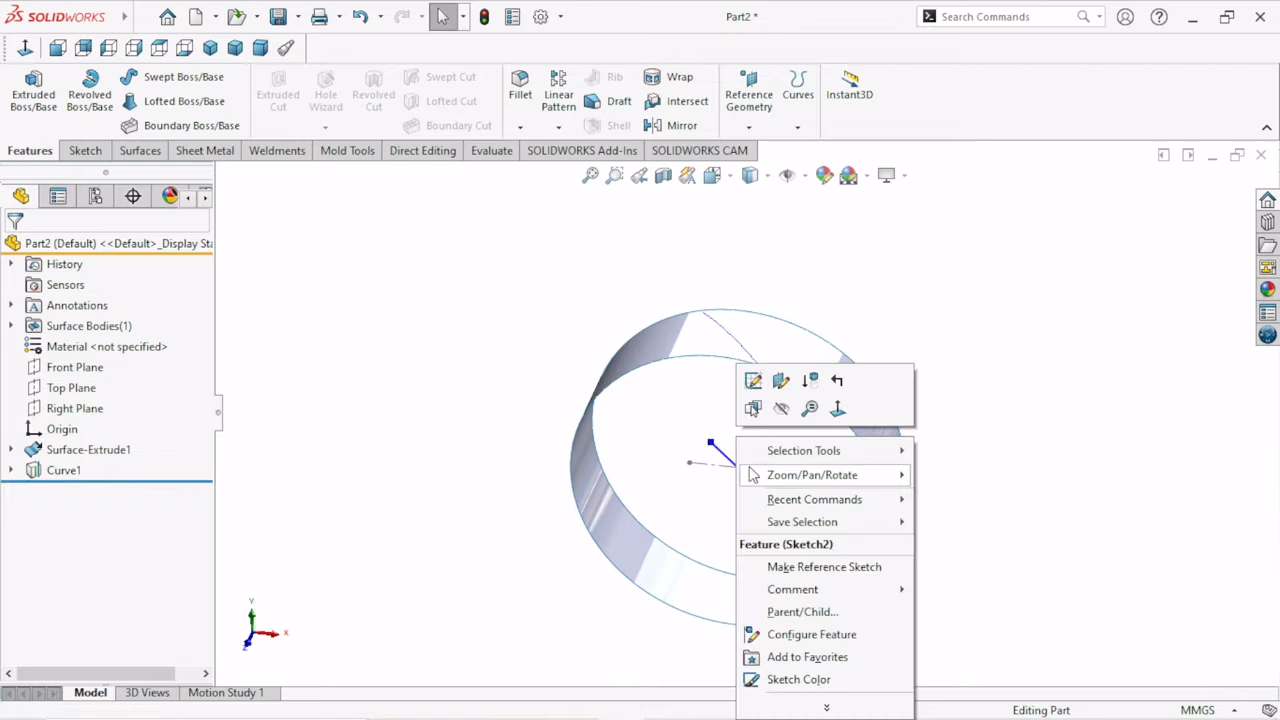 SOLIDWORKS
Part2 *
Search Commands
Extruded Boss/Base
Revolved Boss/Base
Swept Boss/Base
Lofted Boss/Base
Boundary Boss/Base
Extruded Cut
Hole Wizard
Revolved Cut
Swept Cut
Lofted Cut
Boundary Cut
Fillet
Linear Pattern
Rib
Draft
Shell
Wrap
Intersect
Mirror
Reference Geometry
Curves
Instant3D
Features
Sketch
Surfaces
Sheet Metal
Weldments
Mold Tools
Direct Editing
Evaluate
SOLIDWORKS Add-Ins
SOLIDWORKS CAM
Part2 (Default) <<Default>_Display Sta
History
Sensors
Annotations
Surface Bodies(1)
Material <not specified>
Front Plane
Top Plane
Right Plane
Origin
Surface-Extrude1
Curve1
Selection Tools
Zoom/Pan/Rotate
Recent Commands
Save Selection
Feature (Sketch2)
Make Reference Sketch
Comment
Parent/Child...
Configure Feature
Add to Favorites
Sketch Color
Y
X
Z
Model
3D Views
Motion Study 1
Editing Part
MMGS